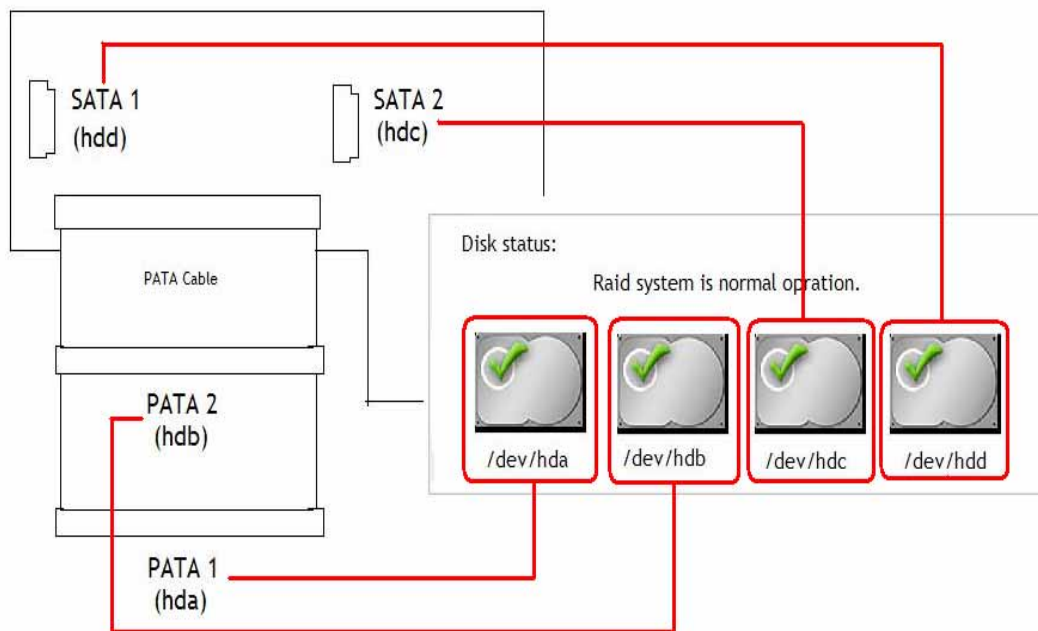 SATA 1
(hdd)
SATA 2
(hdc)
PATA Cable
PATA 2
(hdb)
PATA 1
(hda)
Disk status:
Raid system is normal opration.
/dev/hda
/dev/hdb
/dev/hdc
/dev/hdd